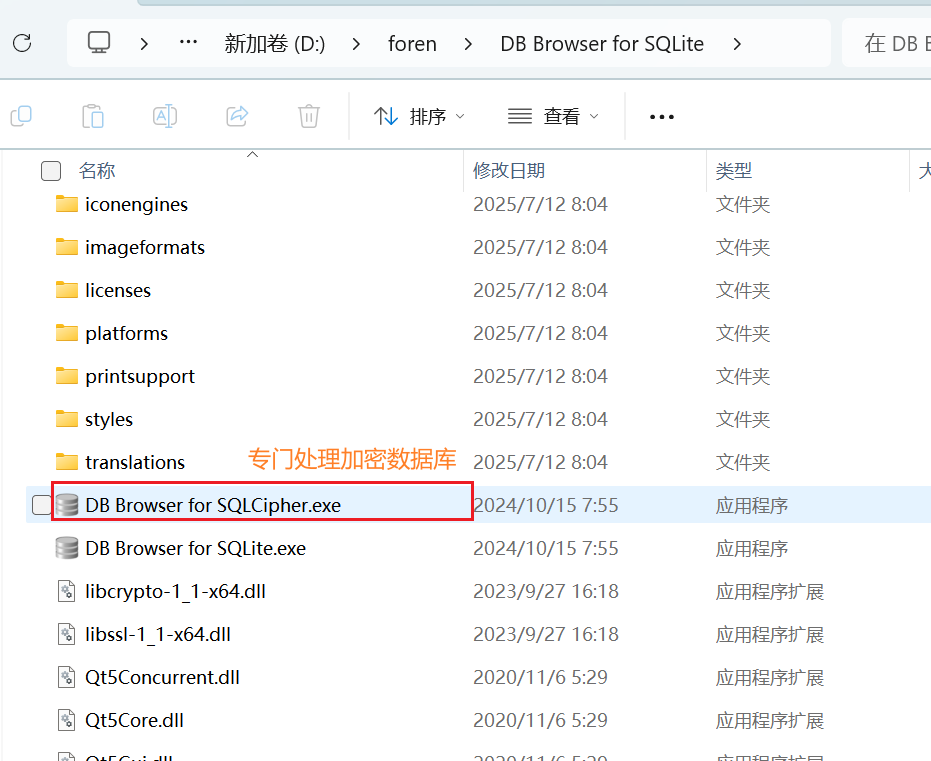 … 新加卷 (D:) foren DB Browser for SQLite 在 DB
排序 查看 …
名称 修改日期 类型
iconengines 2025/7/12 8:04 文件夹
imageformats 2025/7/12 8:04 文件夹
licenses 2025/7/12 8:04 文件夹
platforms 2025/7/12 8:04 文件夹
printsupport 2025/7/12 8:04 文件夹
styles 2025/7/12 8:04 文件夹
translations 专门处理加密数据库 2025/7/12 8:04 文件夹
DB Browser for SQLCipher.exe 2024/10/15 7:55 应用程序
DB Browser for SQLite.exe 2024/10/15 7:55 应用程序
libcrypto-1_1-x64.dll 2023/9/27 16:18 应用程序扩展
libssl-1_1-x64.dll 2023/9/27 16:18 应用程序扩展
Qt5Concurrent.dll 2020/11/6 5:29 应用程序扩展
Qt5Core.dll 2020/11/6 5:29 应用程序扩展